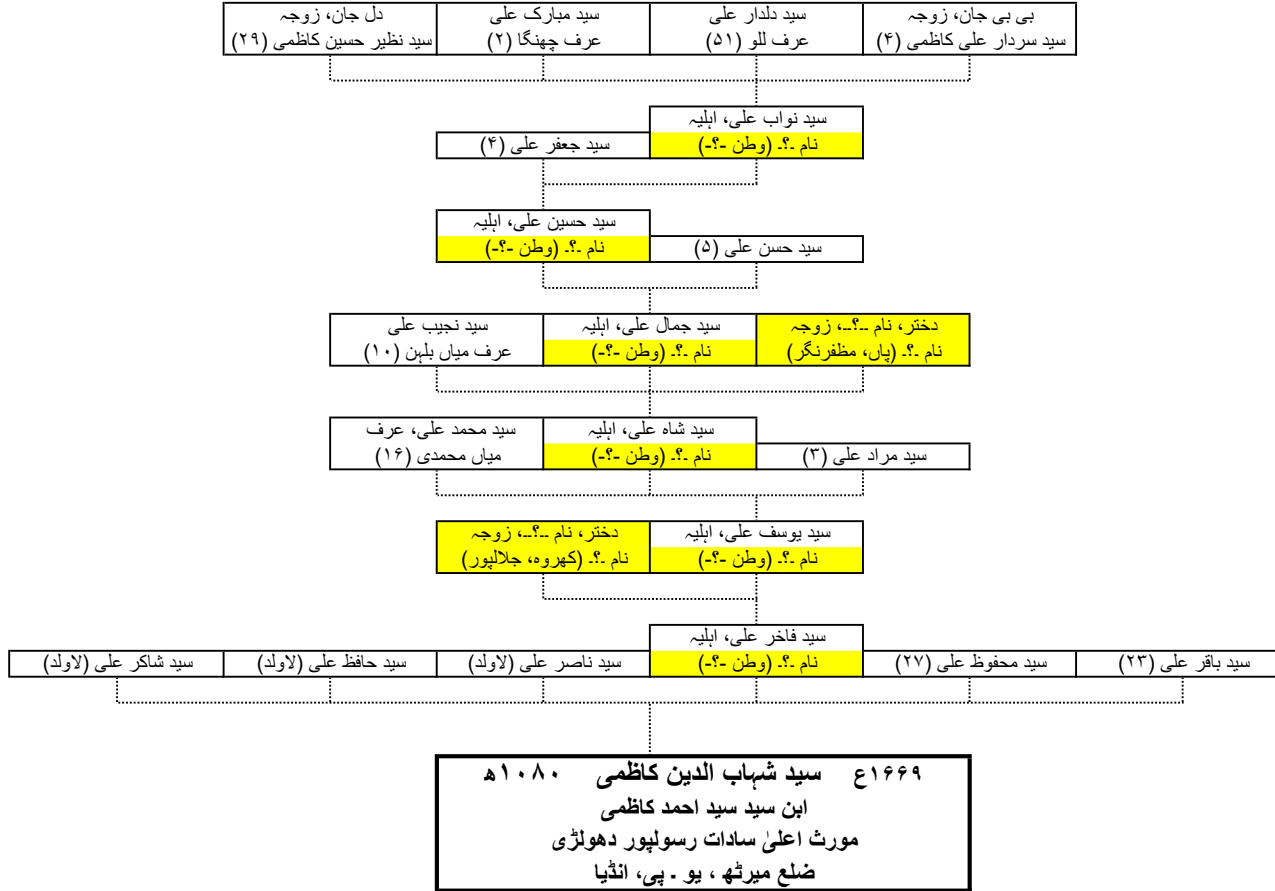 بی بی جان، زوجہ
سید سردار علی کاظمی (۴)
سید دلدار علی
عرف للو (۵۱)
سید مبارک علی
عرف چھنگا (۲)
دل جان، زوجہ
سید نظیر حسین کاظمی (۲۹)
سید نواب علی، اہلیہ
نام ۔؟۔ (وطن -؟-)
سید جعفر علی (۴)
سید حسن علی (۵)
سید حسین علی، اہلیہ
نام ۔؟۔ (وطن -؟-)
دختر، نام ۔۔؟۔۔، زوجہ
نام ۔؟۔ (پاں، مظفرنگر)
سید جمال علی، اہلیہ
نام ۔؟۔ (وطن -؟-)
سید نجیب علی
عرف میاں بلہن (۱۰)
سید مراد علی (۳)
سید شاہ علی، اہلیہ
نام ۔؟۔ (وطن -؟-)
سید محمد علی، عرف
میاں محمدی (۱۶)
سید یوسف علی، اہلیہ
نام ۔؟۔ (وطن -؟-)
دختر، نام ۔۔؟۔۔، زوجہ
نام ۔؟۔ (کھروہ، جلالپور)
سید باقر علی (۲۳)
سید محفوظ علی (۲۷)
سید فاخر علی، اہلیہ
نام ۔؟۔ (وطن -؟-)
سید ناصر علی (لاولد)
سید حافظ علی (لاولد)
سید شاکر علی (لاولد)
۱۶۶۹ع سید شہاب الدین کاظمی ۱۰۸۰ھ
ابن سید سید احمد کاظمی
مورث اعلیٰ سادات رسولپور دھولڑی
ضلع میرٹھ ، یو ۔ پی، انڈیا